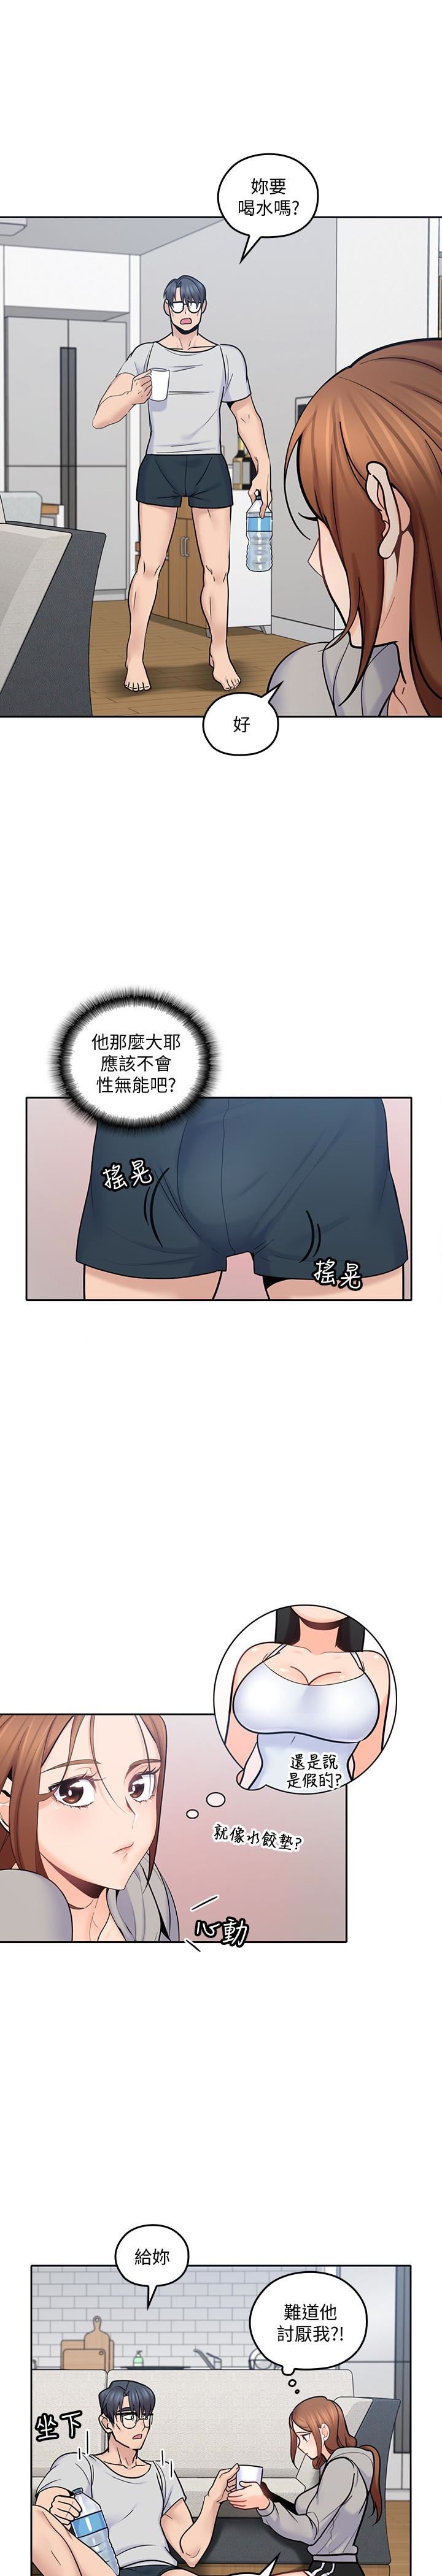 妳要
喝水嗎?
好
他那麼大耶
應該不會
性無能吧?
搖晃
搖晃
還是說
是假的?
就像水餃墊?
心動
給妳
難道他
討厭我?!
坐下